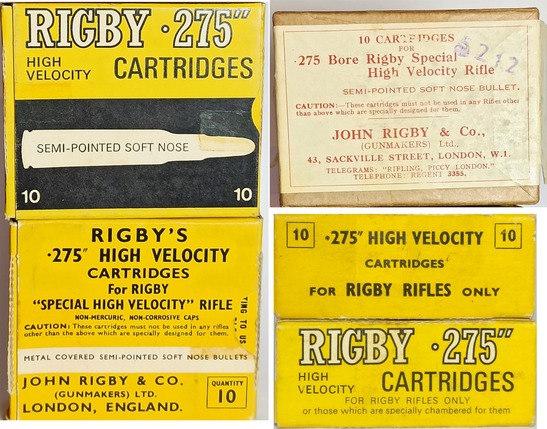 RIGBY ·275"
HIGH
VELOCITY CARTRIDGES
SEMI-POINTED SOFT NOSE
10 10
RIGBY'S
·275" HIGH VELOCITY
CARTRIDGES
For RIGBY
"SPECIAL HIGH VELOCITY" RIFLE
NON-MERCURIC, NON-CORROSIVE CAPS
CAUTION: These cartridges must not be used in any rifles
other than the above which are specially designed for them.
TING TO US
METAL COVERED SEMI-POINTED SOFT NOSE BULLETS
JOHN RIGBY & CO.
(GUNMAKERS) LTD.
LONDON, ENGLAND.
QUANTITY
10
10 CARTRIDGES
FOR
·275 Bore Rigby Special
High Velocity Rifle
SEMI-POINTED SOFT NOSE BULLET.
CAUTION:—These cartridges must not be used in any Rifles other
than above which are specially designed for them.
JOHN RIGBY & Co.,
(GUNMAKERS) Ltd.,
43, SACKVILLE STREET, LONDON, W.1.
TELEGRAMS: "RIFLING, PICCY, LONDON."
TELEPHONE: REGENT 3355.
10 ·275" HIGH VELOCITY 10
CARTRIDGES
FOR RIGBY RIFLES ONLY
RIGBY ·275"
HIGH
VELOCITY CARTRIDGES
FOR RIGBY RIFLES ONLY
or those which are specially chambered for them